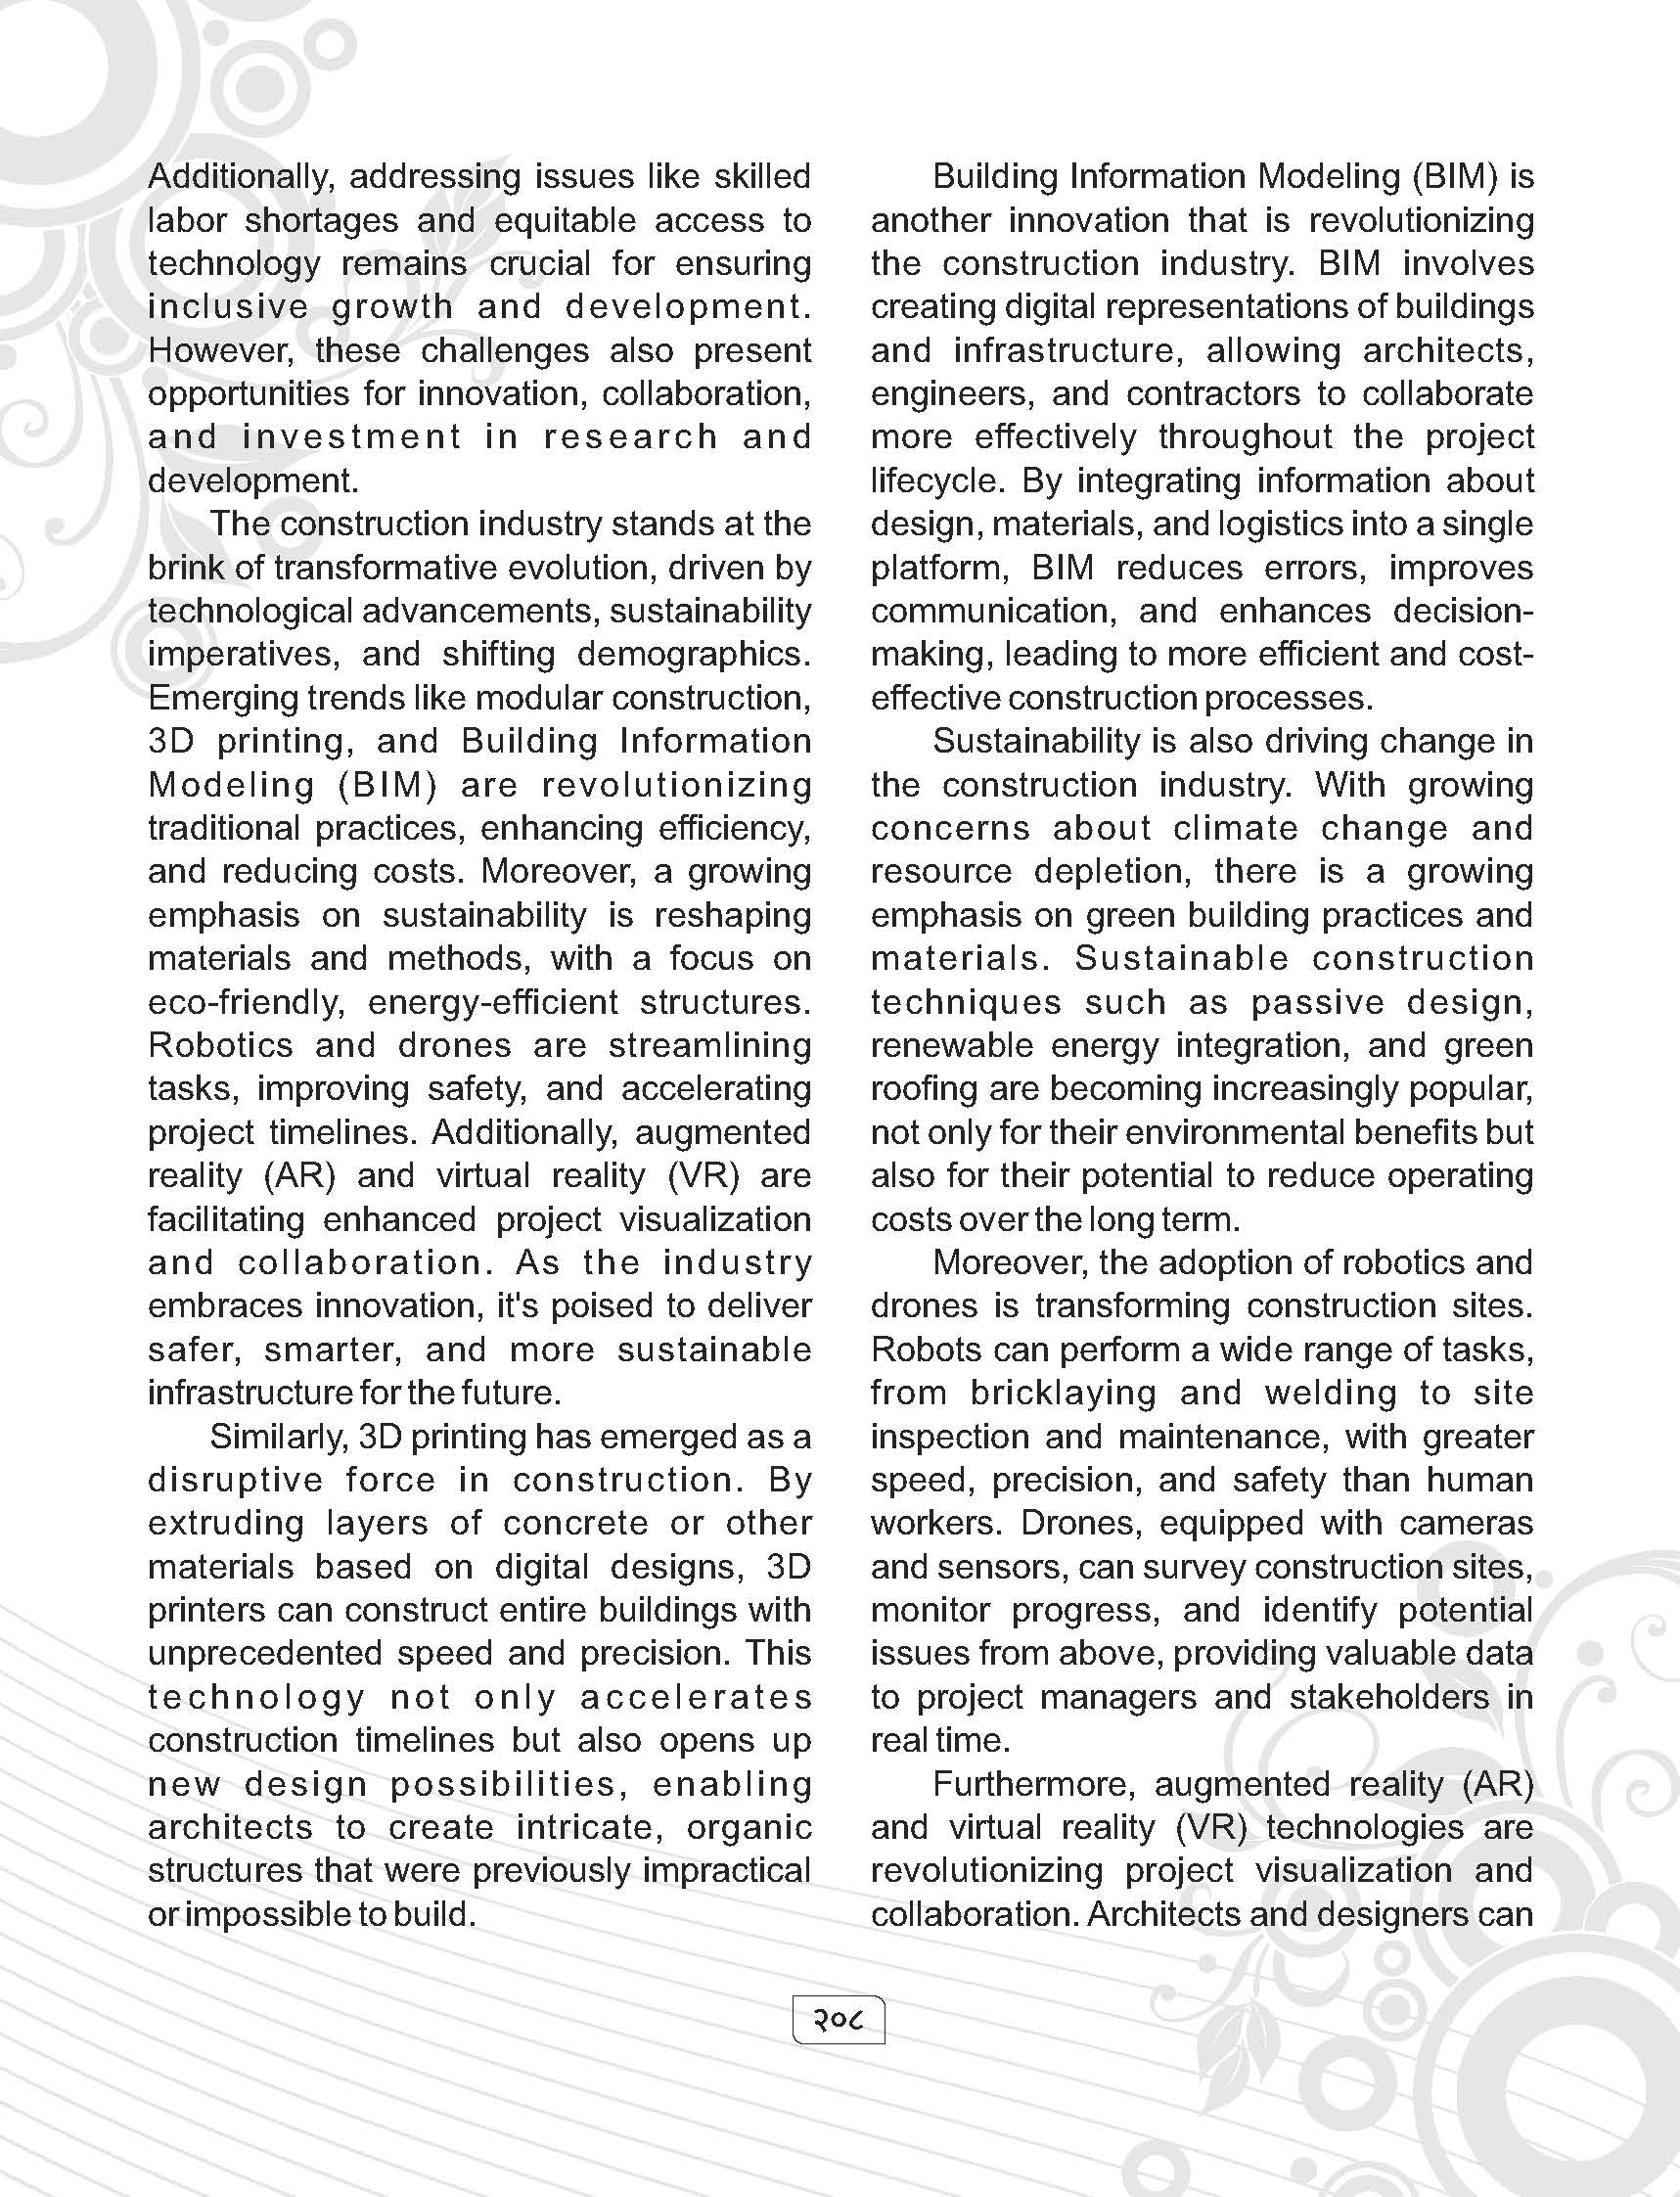 Additionally, addressing issues like skilled
labor shortages and equitable access to
technology remains crucial for ensuring
inclusive growth and development.
However, these challenges also present
opportunities for innovation, collaboration,
and investment in research and
development.
The construction industry stands at the
brink of transformative evolution, driven by
technological advancements, sustainability
imperatives, and shifting demographics.
Emerging trends like modular construction,
3D printing, and Building Information
Modeling (BIM) are revolutionizing
traditional practices, enhancing efficiency,
and reducing costs. Moreover, a growing
emphasis on sustainability is reshaping
materials and methods, with a focus on
eco-friendly, energy-efficient structures.
Robotics and drones are streamlining
tasks, improving safety, and accelerating
project timelines. Additionally, augmented
reality (AR) and virtual reality (VR) are
facilitating enhanced project visualization
and collaboration. As the industry
embraces innovation, it's poised to deliver
safer, smarter, and more sustainable
infrastructure for the future.
Similarly, 3D printing has emerged as a
disruptive force in construction. By
extruding layers of concrete or other
materials based on digital designs, 3D
printers can construct entire buildings with
unprecedented speed and precision. This
technology not only accelerates
construction timelines but also opens up
new design possibilities, enabling
architects to create intricate, organic
structures that were previously impractical
or impossible to build.
Building Information Modeling (BIM) is
another innovation that is revolutionizing
the construction industry. BIM involves
creating digital representations of buildings
and infrastructure, allowing architects,
engineers, and contractors to collaborate
more effectively throughout the project
lifecycle. By integrating information about
design, materials, and logistics into a single
platform, BIM reduces errors, improves
communication, and enhances decision-
making, leading to more efficient and cost-
effective construction processes.
Sustainability is also driving change in
the construction industry. With growing
concerns about climate change and
resource depletion, there is a growing
emphasis on green building practices and
materials. Sustainable construction
techniques such as passive design,
renewable energy integration, and green
roofing are becoming increasingly popular,
not only for their environmental benefits but
also for their potential to reduce operating
costs over the long term.
Moreover, the adoption of robotics and
drones is transforming construction sites.
Robots can perform a wide range of tasks,
from bricklaying and welding to site
inspection and maintenance, with greater
speed, precision, and safety than human
workers. Drones, equipped with cameras
and sensors, can survey construction sites,
monitor progress, and identify potential
issues from above, providing valuable data
to project managers and stakeholders in
real time.
Furthermore, augmented reality (AR)
and virtual reality (VR) technologies are
revolutionizing project visualization and
collaboration. Architects and designers can
२०८